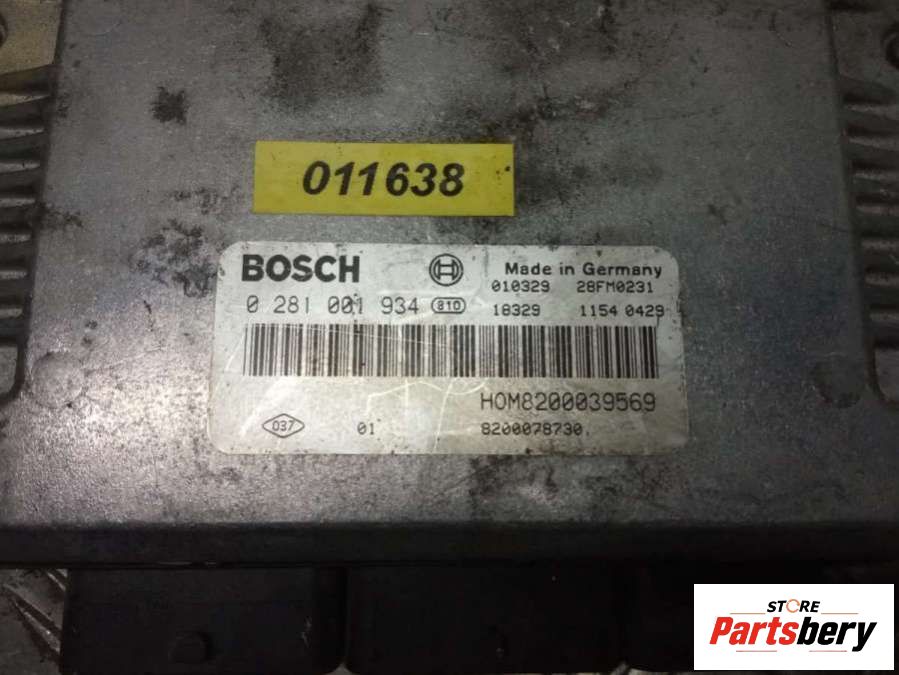 011638
BOSCH Made in Germany
010329 28FM0231
0 281 001 934 810 18329 1154 0429
HOM8200039569
037 01 8200078730
STORE
Partsbery